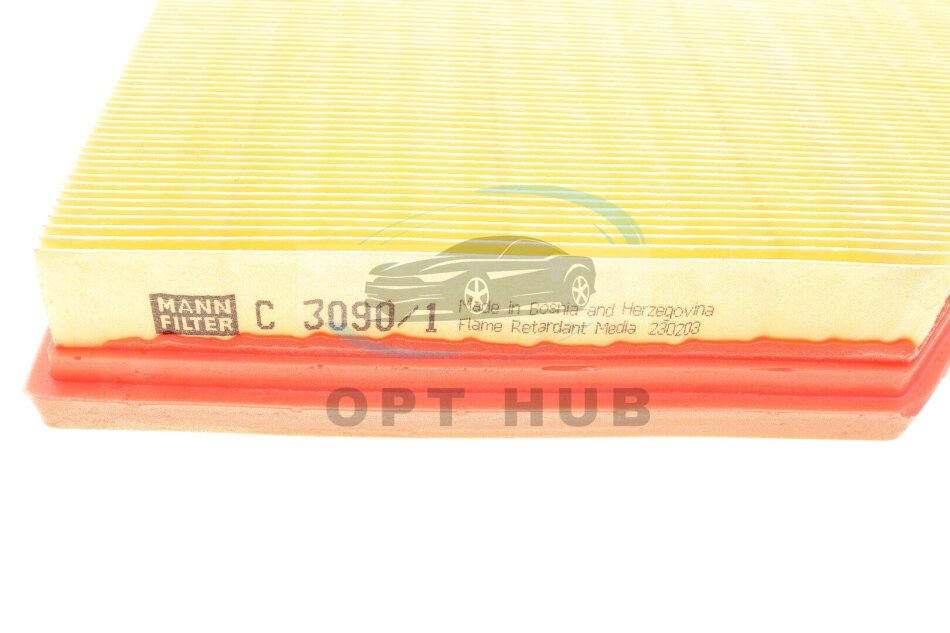 MANN
FILTER
C 3090/1
Made in Bosnia and Herzegovina
Flame Retardant Media 230203
OPT HUB